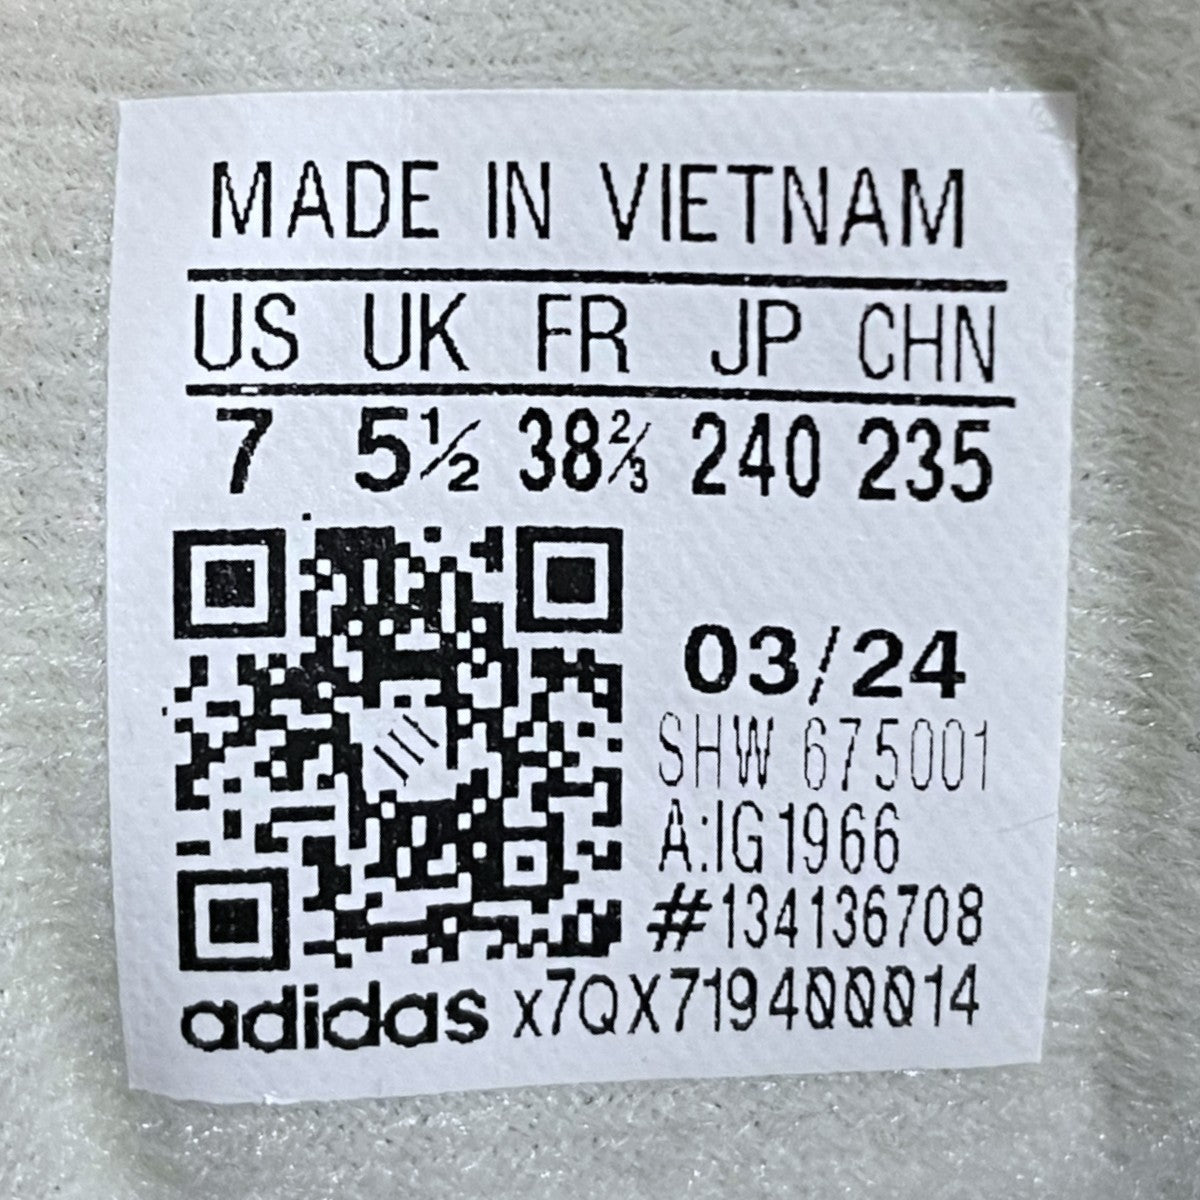 MADE IN VIETNAM
US UK FR JP CHN
7 5½ 38⅔ 240 235
03/24
SHW 675001
A:IG1966
#134136708
adidas x7QX719400014